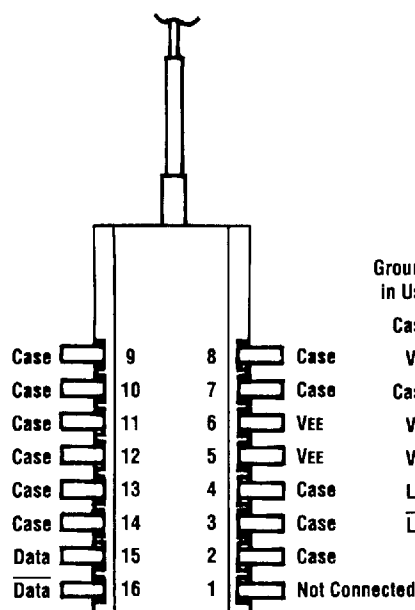 Groun
in Us
Cas
V
Cas
V
V
L
L̅
Case 9 8 Case
Case 10 7 Case
Case 11 6 VEE
Case 12 5 VEE
Case 13 4 Case
Case 14 3 Case
Data 15 2 Case
D̅a̅t̅a̅ 16 1 Not Connected